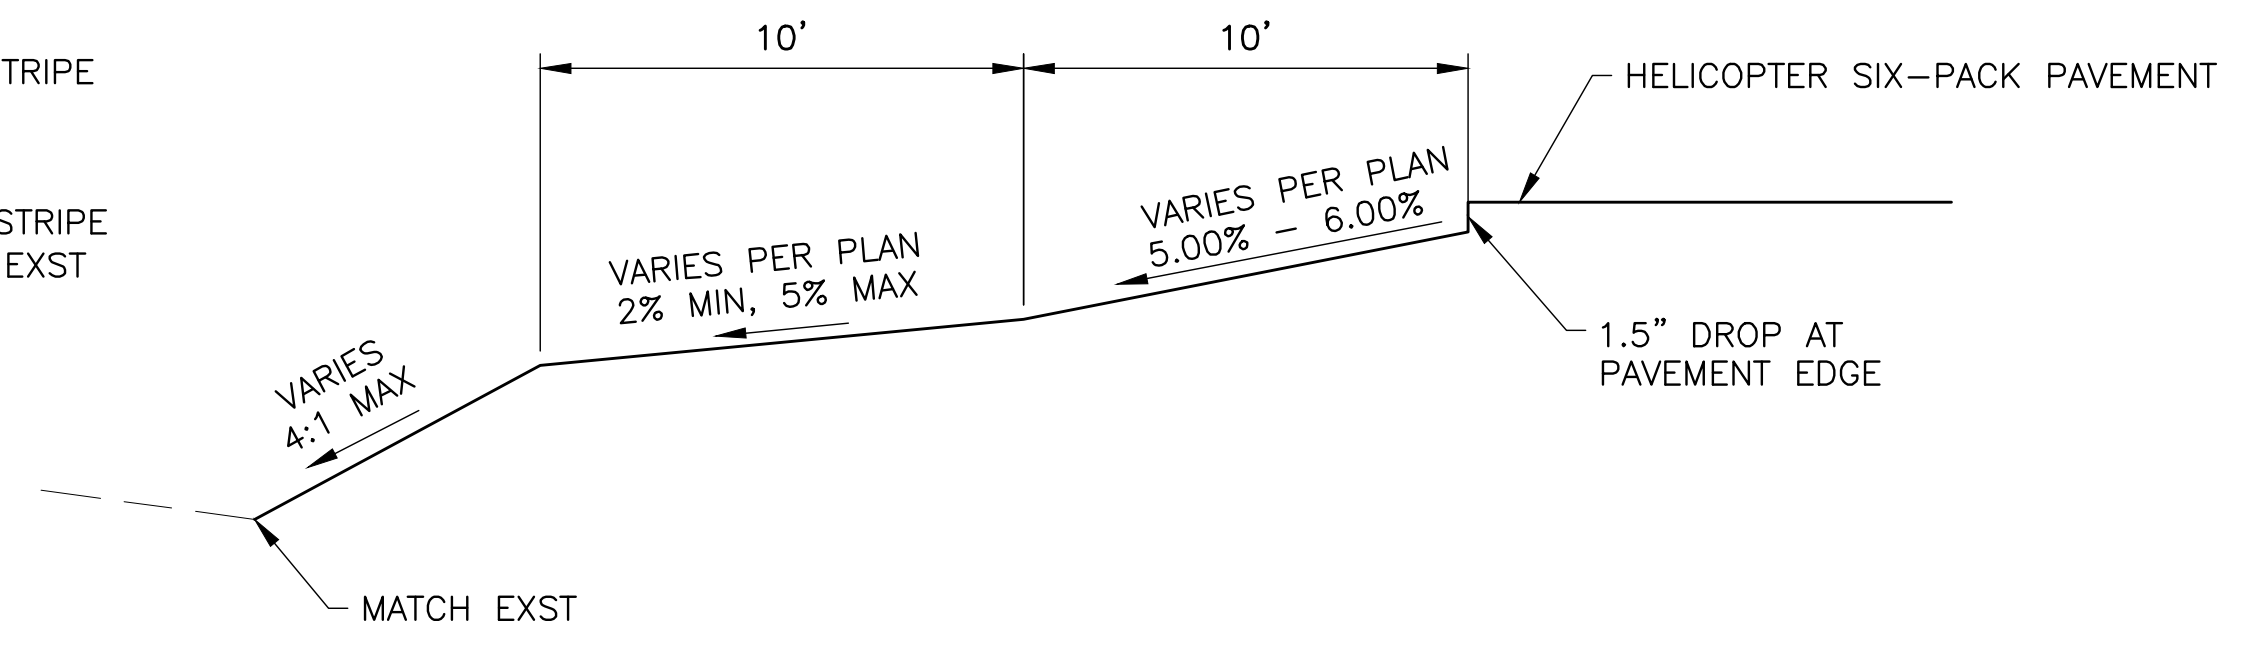 10’
10’
TRIPE
HELICOPTER SIX-PACK PAVEMENT
VARIES PER PLAN
5.00% - 6.00%
STRIPE
EXST
VARIES PER PLAN
2% MIN, 5% MAX
1.5” DROP AT
PAVEMENT EDGE
VARIES
4:1 MAX
MATCH EXST